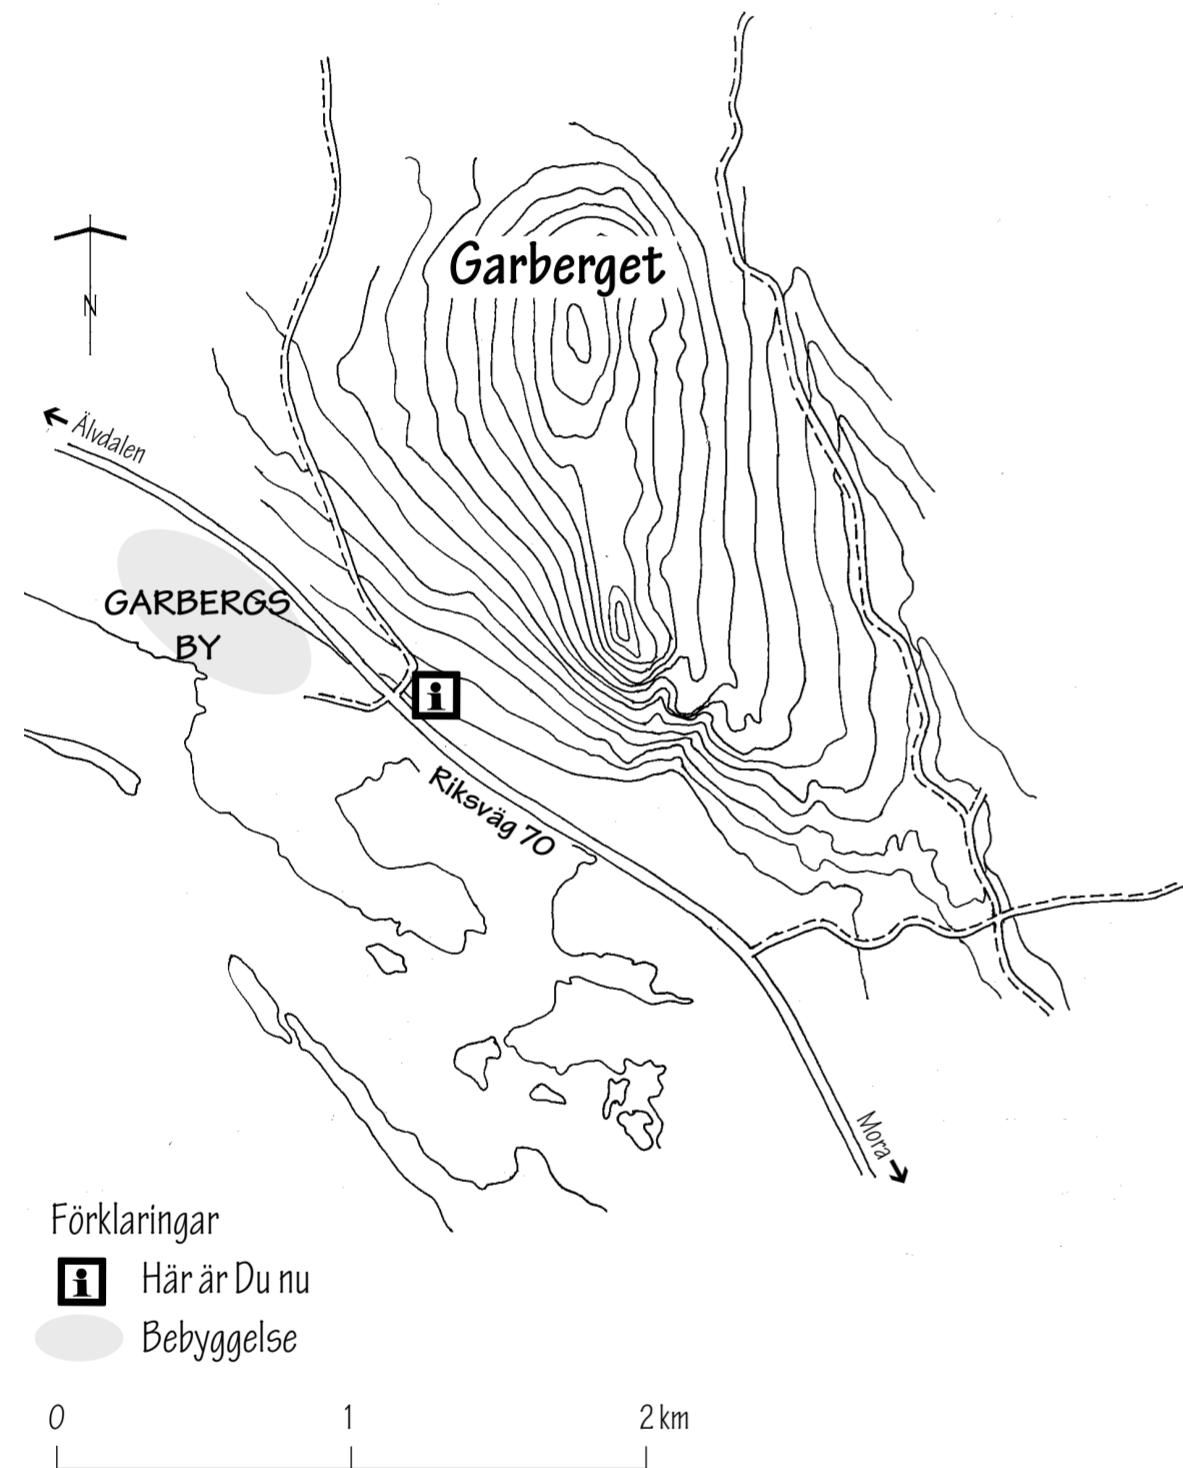 Garberget
N
Älvdalen
GARBERGS
BY
i
Riksväg 70
Mora
Förklaringar
i Här är Du nu
Bebyggelse
0 1 2 km